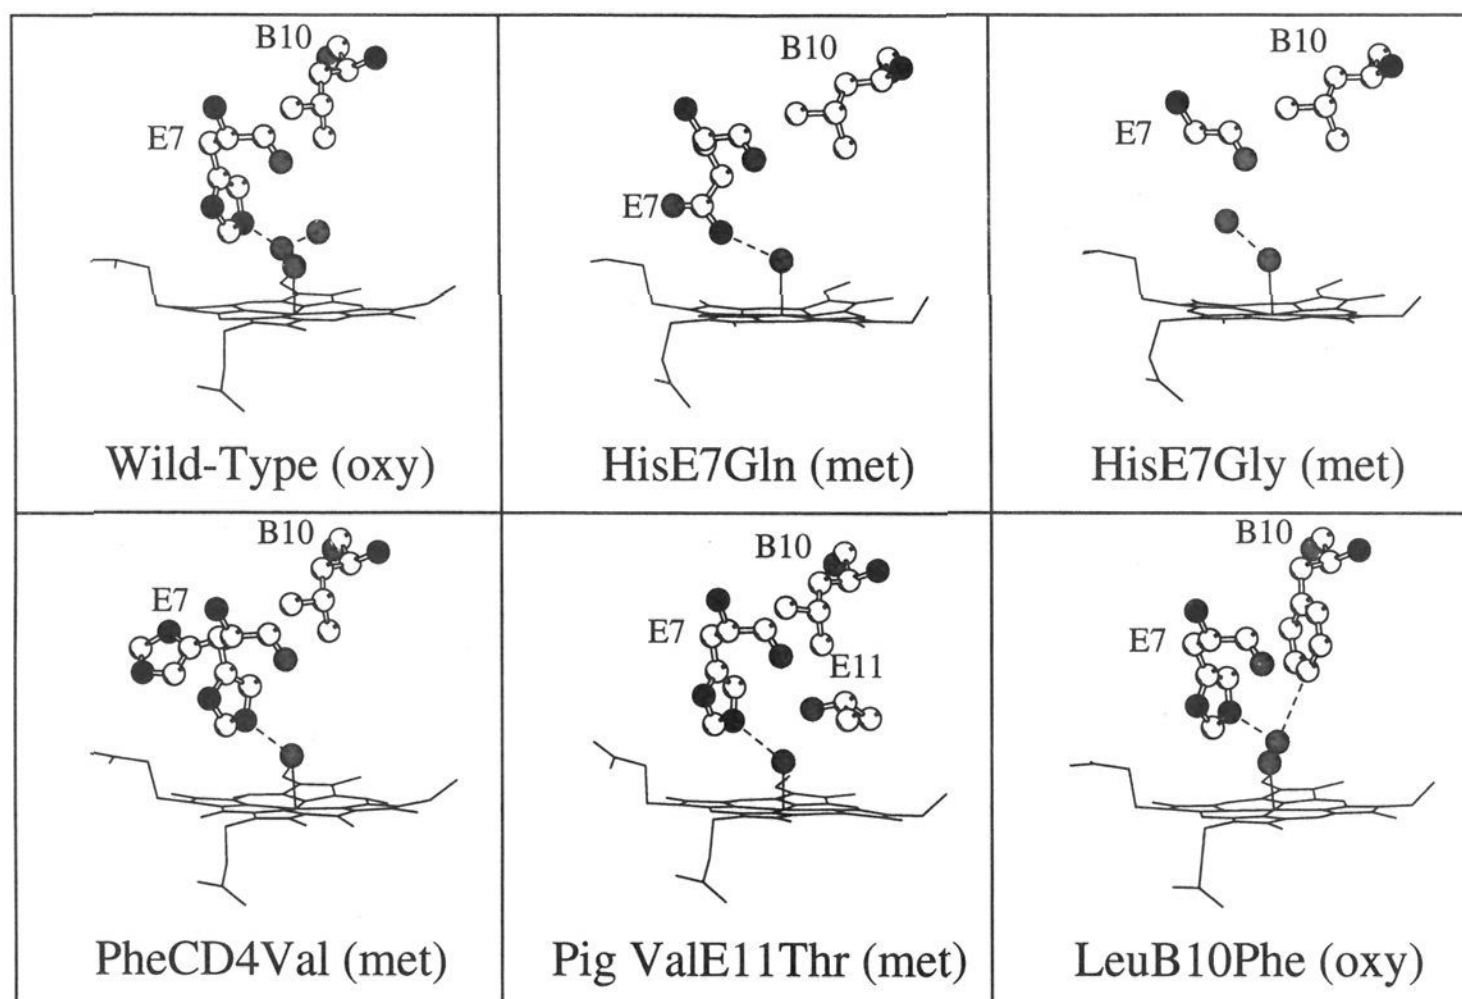 B10
E7
Wild-Type (oxy)
B10
E7
HisE7Gln (met)
B10
E7
HisE7Gly (met)
B10
E7
PheCD4Val (met)
B10
E7
E11
Pig ValE11Thr (met)
B10
E7
LeuB10Phe (oxy)